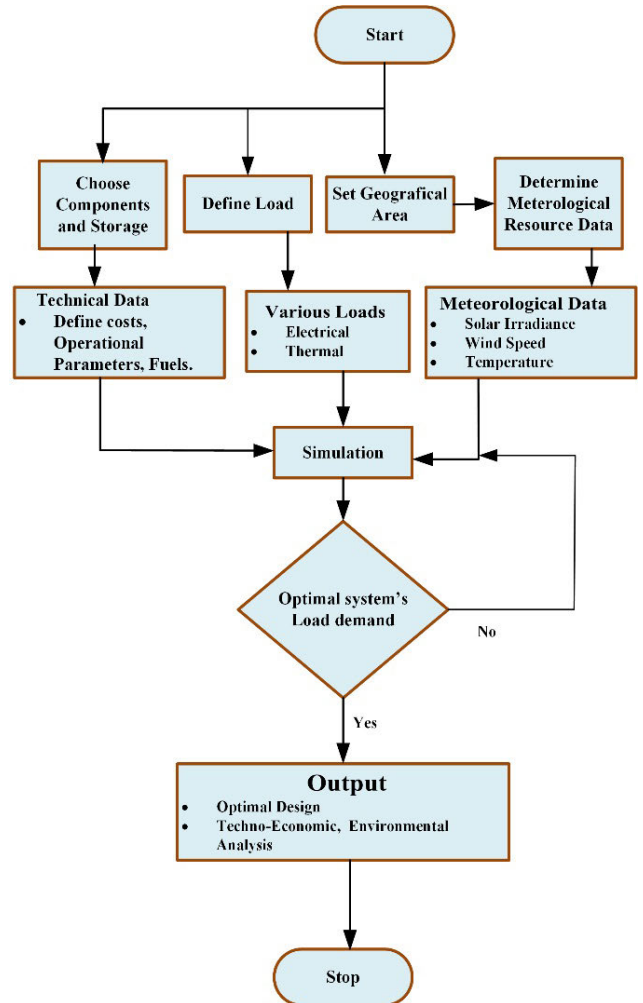 Start
Choose
Components
and Storage
Define Load
Set Geografical
Area
Determine
Meterological
Resource Data
Technical Data
• Define costs,
Operational
Parameters, Fuels.
Various Loads
• Electrical
• Thermal
Meteorological Data
• Solar Irradiance
• Wind Speed
• Temperature
Simulation
Optimal system's
Load demand
No
Yes
Output
• Optimal Design
• Techno-Economic, Environmental
Analysis
Stop